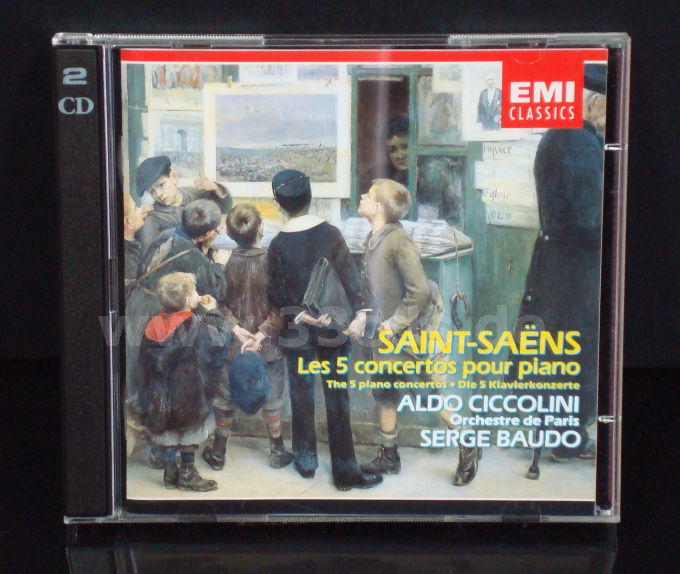 2
CD
EMI
CLASSICS
FRANCE
SAINT-SAËNS
Les 5 concertos pour piano
The 5 piano concertos • Die 5 Klavierkonzerte
ALDO CICCOLINI
Orchestre de Paris
SERGE BAUDO